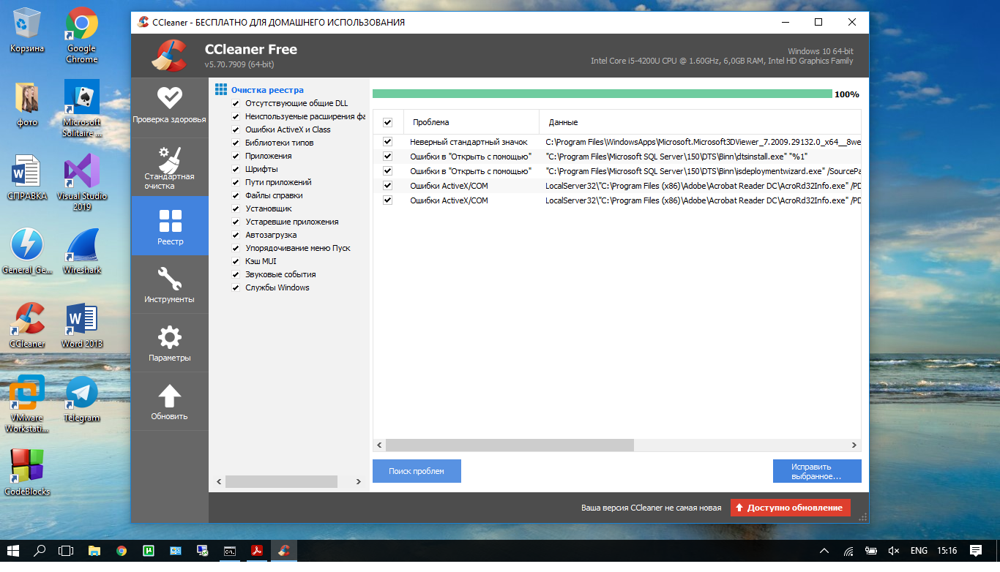 Корзина
Google
Chrome
фото
Microsoft
Solitaire ...
СПРАВКА
Visual Studio
2019
General_Ge...
Wireshark
CCleaner
Word 2013
VMware
Workstati...
Telegram
CodeBlocks
CCleaner - БЕСПЛАТНО ДЛЯ ДОМАШНЕГО ИСПОЛЬЗОВАНИЯ
CCleaner Free
v5.70.7909 (64-bit)
Windows 10 64-bit
Intel Core i5-4200U CPU @ 1.60GHz, 6,0GB RAM, Intel HD Graphics Family
Проверка здоровья
Стандартная
очистка
Реестр
Инструменты
Параметры
Обновить
Очистка реестра
Отсутствующие общие DLL
Неиспользуемые расширения фа
Ошибки ActiveX и Class
Библиотеки типов
Приложения
Шрифты
Пути приложений
Файлы справки
Установщик
Устаревшие приложения
Автозагрузка
Упорядочивание меню Пуск
Кэш MUI
Звуковые события
Службы Windows
100%
Проблема Данные
Неверный стандартный значок C:\Program Files\WindowsApps\Microsoft.Microsoft3DViewer_7.2009.29132.0_x64__8we
Ошибки в "Открыть с помощью" "C:\Program Files\Microsoft SQL Server\150\DTS\Binn\dtsinstall.exe" "%1"
Ошибки в "Открыть с помощью" "C:\Program Files\Microsoft SQL Server\150\DTS\Binn\isdeploymentwizard.exe" /SourcePa
Ошибки ActiveX/COM LocalServer32\"C:\Program Files (x86)\Adobe\Acrobat Reader DC\AcroRd32Info.exe" /PD
Ошибки ActiveX/COM LocalServer32\"C:\Program Files (x86)\Adobe\Acrobat Reader DC\AcroRd32Info.exe" /PD
Поиск проблем
Исправить
выбранное...
Ваша версия CCleaner не самая новая
Доступно обновление
ENG
15:16